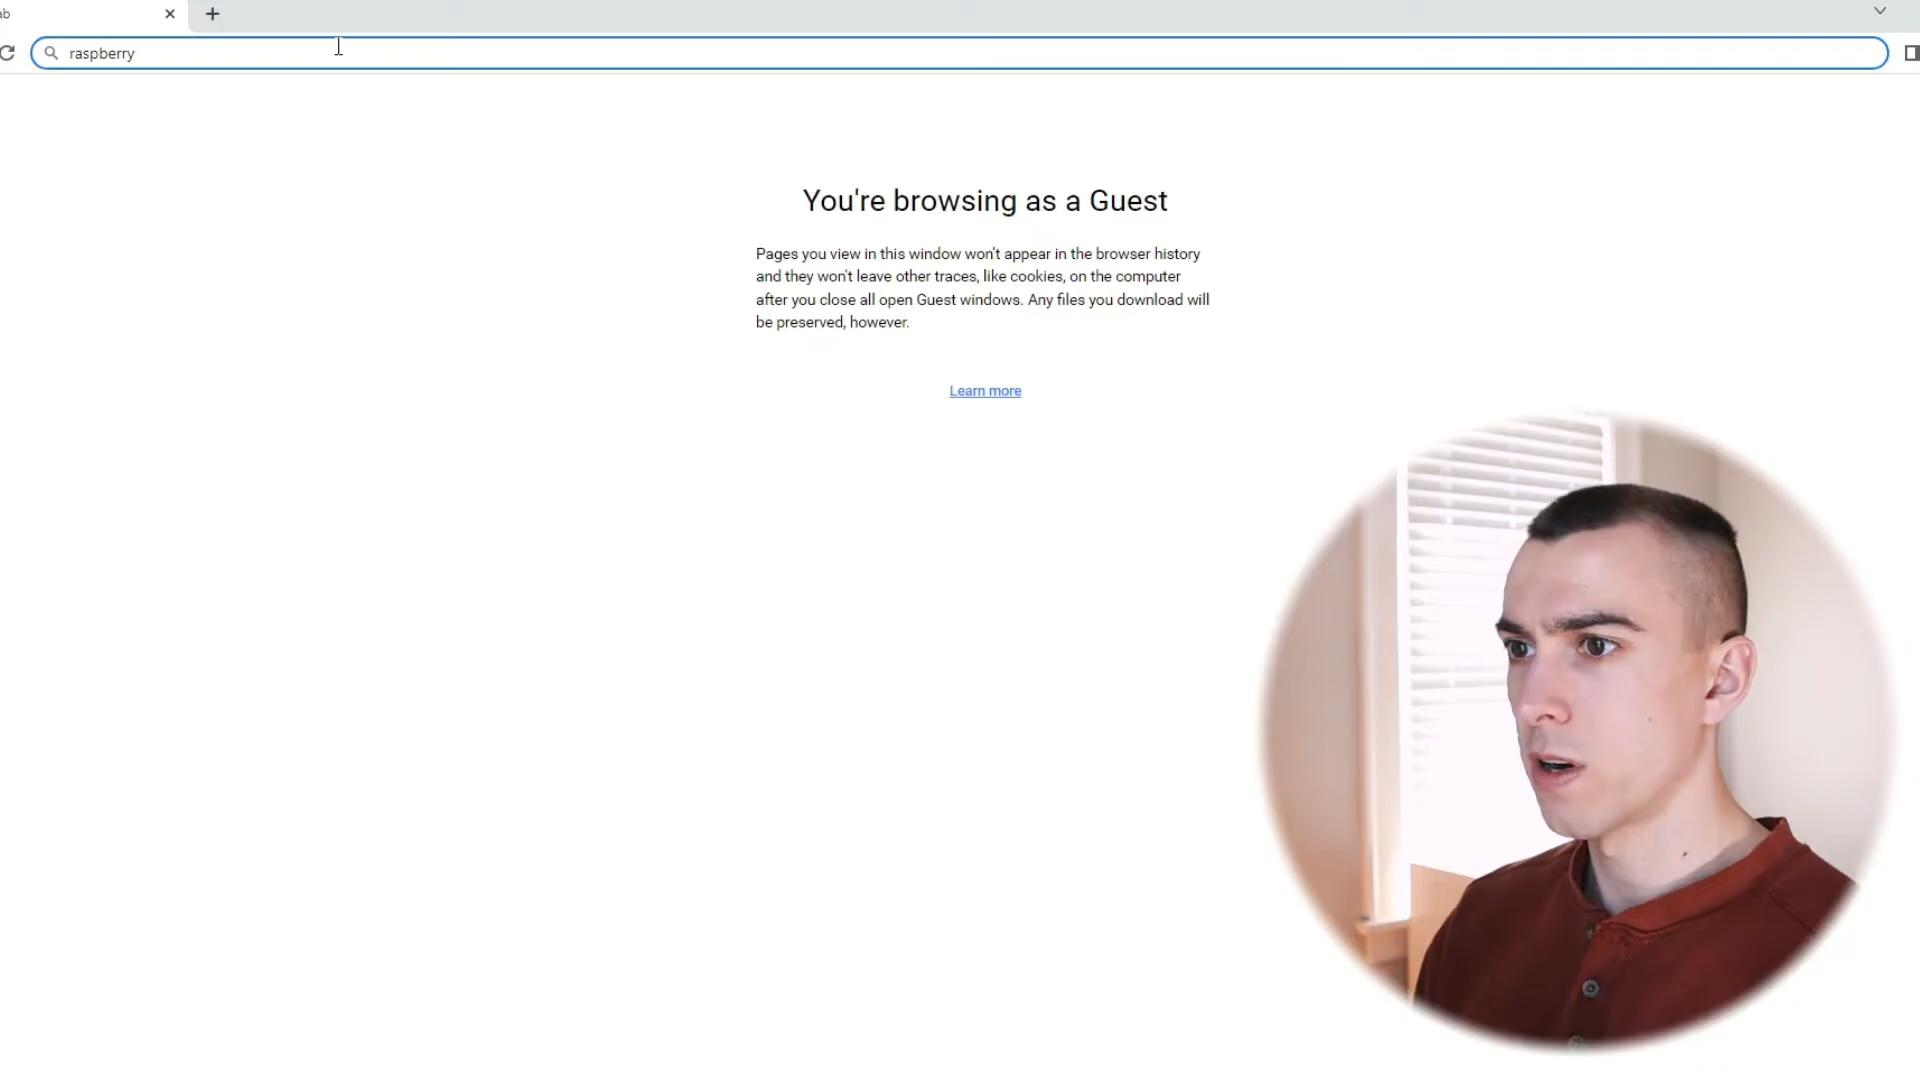 ab
raspberry
You're browsing as a Guest
Pages you view in this window won't appear in the browser history
and they won't leave other traces, like cookies, on the computer
after you close all open Guest windows. Any files you download will
be preserved, however.
Learn more